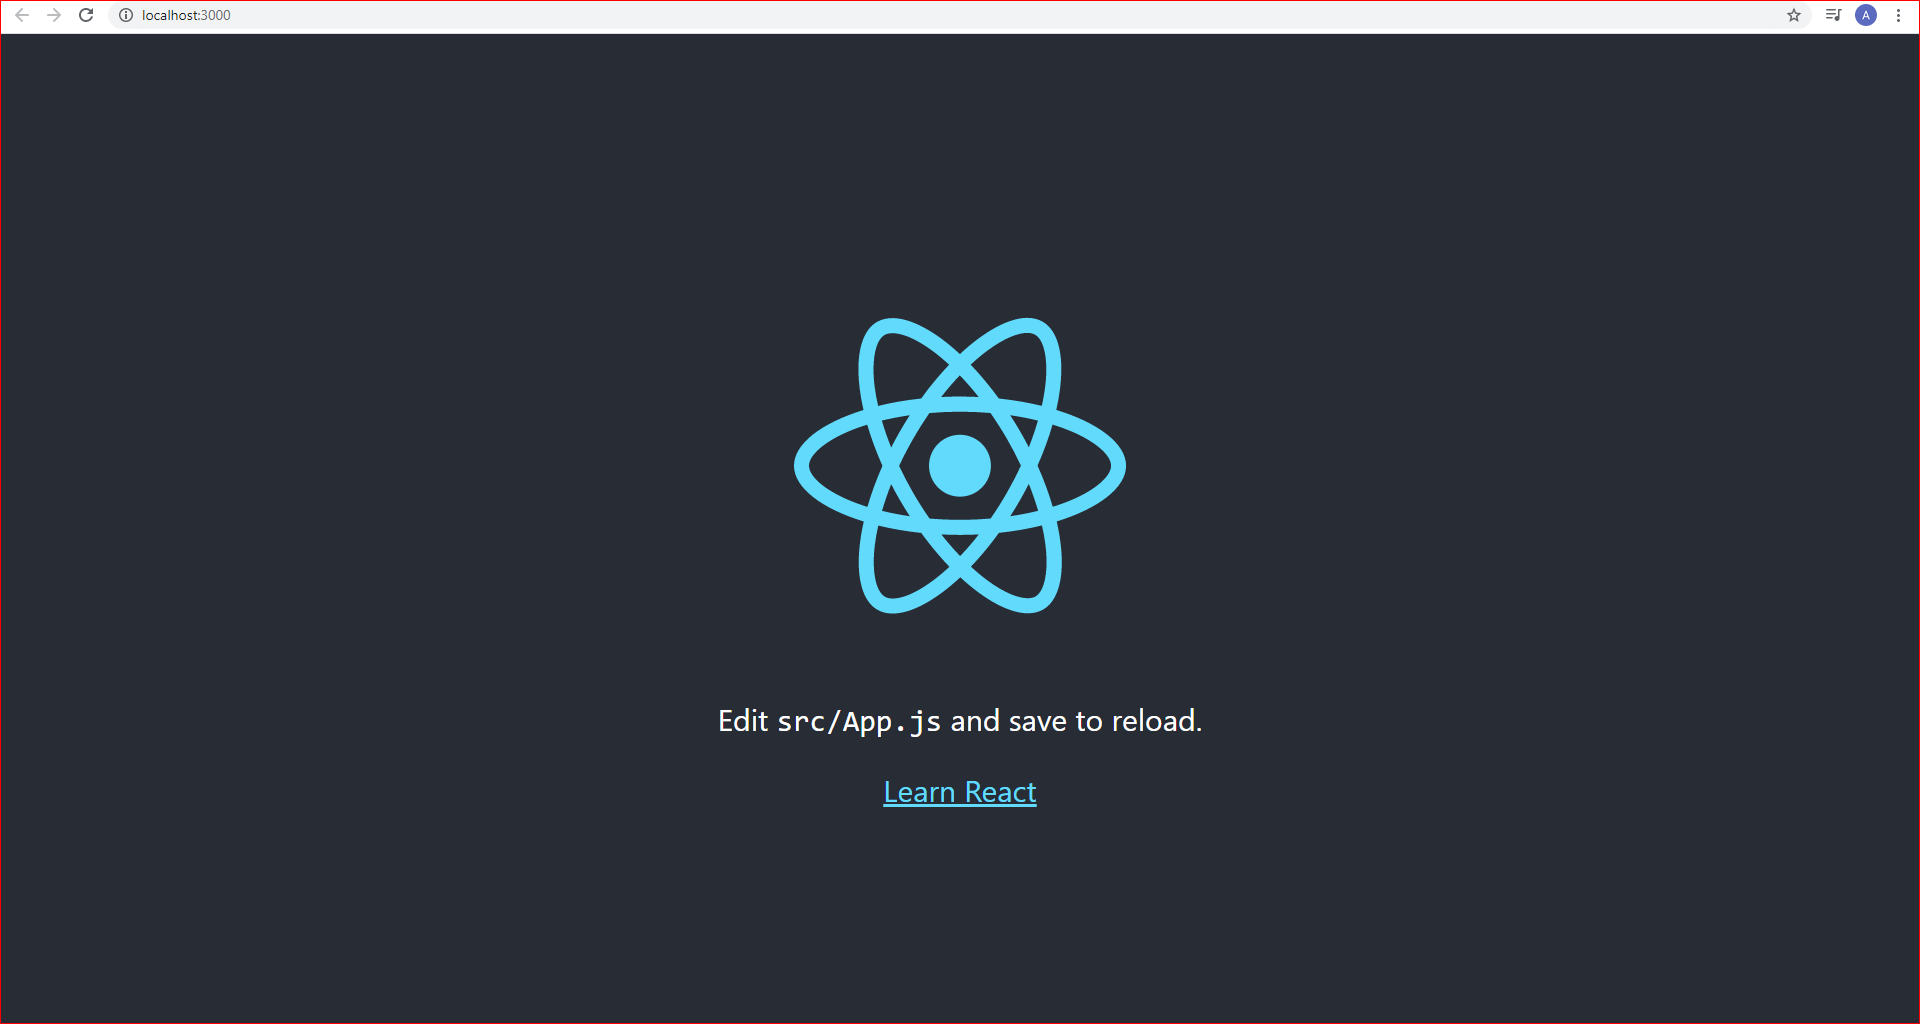 localhost:3000
A
Edit src/App.js and save to reload.
Learn React